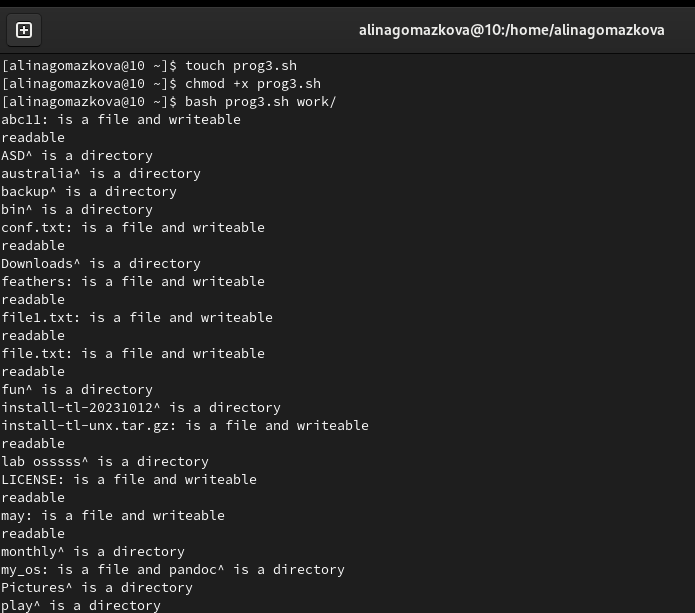 alinagomazkova@10:/home/alinagomazkova
[alinagomazkova@10 ~]$ touch prog3.sh
[alinagomazkova@10 ~]$ chmod +x prog3.sh
[alinagomazkova@10 ~]$ bash prog3.sh work/
abc11: is a file and writeable
readable
ASD^ is a directory
australia^ is a directory
backup^ is a directory
bin^ is a directory
conf.txt: is a file and writeable
readable
Downloads^ is a directory
feathers: is a file and writeable
readable
file1.txt: is a file and writeable
readable
file.txt: is a file and writeable
readable
fun^ is a directory
install-tl-20231012^ is a directory
install-tl-unx.tar.gz: is a file and writeable
readable
lab osssss^ is a directory
LICENSE: is a file and writeable
readable
may: is a file and writeable
readable
monthly^ is a directory
my_os: is a file and pandoc^ is a directory
Pictures^ is a directory
play^ is a directory